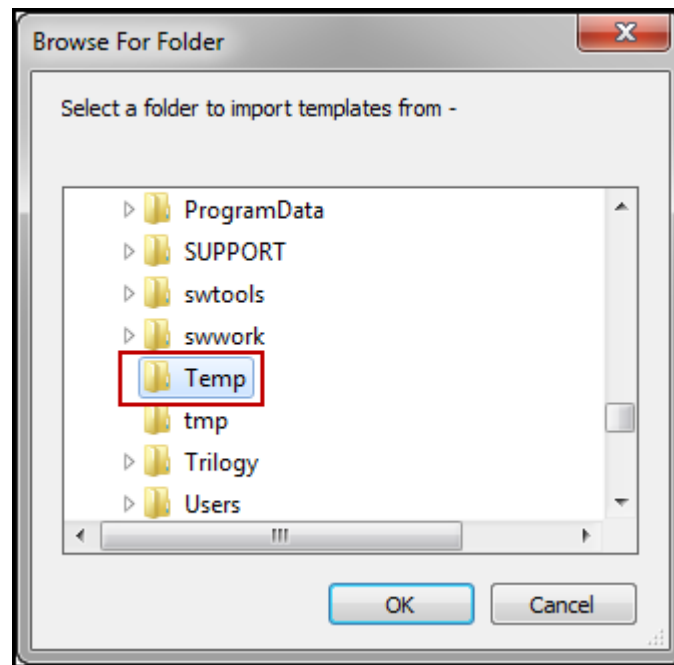 Browse For Folder
Select a folder to import templates from -
ProgramData
SUPPORT
swtools
swwork
Temp
tmp
Trilogy
Users
OK
Cancel